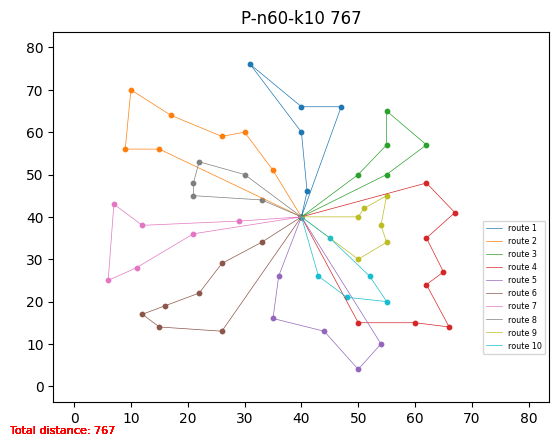 P-n60-k10 767
80
70
60
50
40
30
20
10
0
route 1
route 2
route 3
route 4
route 5
route 6
route 7
route 8
route 9
route 10
0 10 20 30 40 50 60 70 80
Total distance: 767